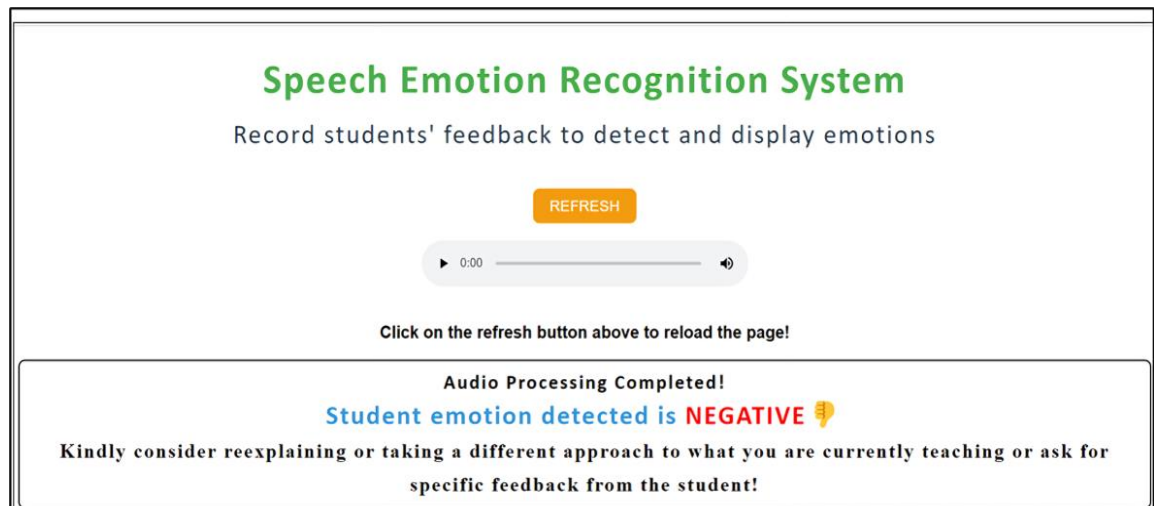 Speech Emotion Recognition System
Record students' feedback to detect and display emotions
REFRESH
0:00
Click on the refresh button above to reload the page!
Audio Processing Completed!
Student emotion detected is NEGATIVE 👎
Kindly consider reexplaining or taking a different approach to what you are currently teaching or ask for
specific feedback from the student!